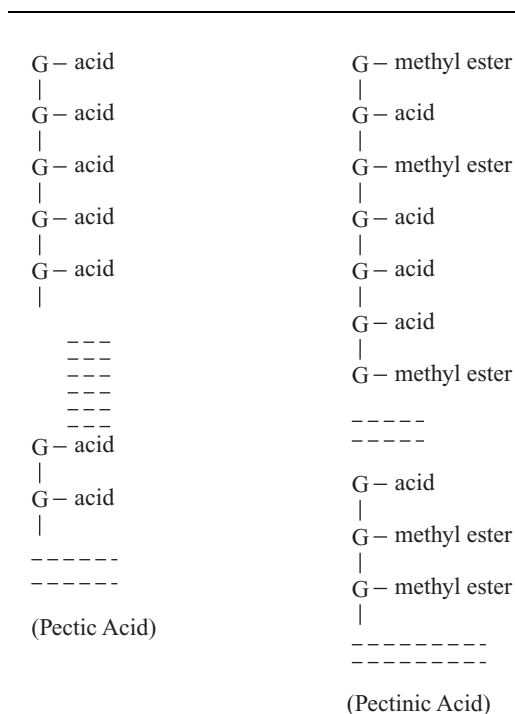 G – acid
|
G – acid
|
G – acid
|
G – acid
|
G – acid
|
– – –
– – –
– – –
– – –
– – –
– – –
G – acid
|
G – acid
|
– – – – – –
– – – – – –
(Pectic Acid)
G – methyl ester
|
G – acid
|
G – methyl ester
|
G – acid
|
G – acid
|
G – acid
|
G – methyl ester
– – – – –
– – – – –
G – acid
|
G – methyl ester
|
G – methyl ester
|
– – – – – – – – –
– – – – – – – – –
(Pectinic Acid)